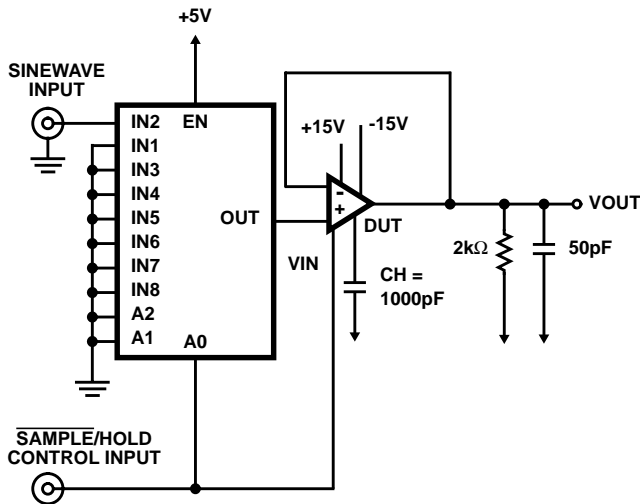 +5V
SINEWAVE
INPUT
IN2
EN
IN1
IN3
IN4
IN5
IN6
IN7
IN8
A2
A1
A0
OUT
+15V
-15V
-
+
DUT
VIN
CH =
1000pF
2kΩ
50pF
VOUT
SAMPLE/HOLD
CONTROL INPUT